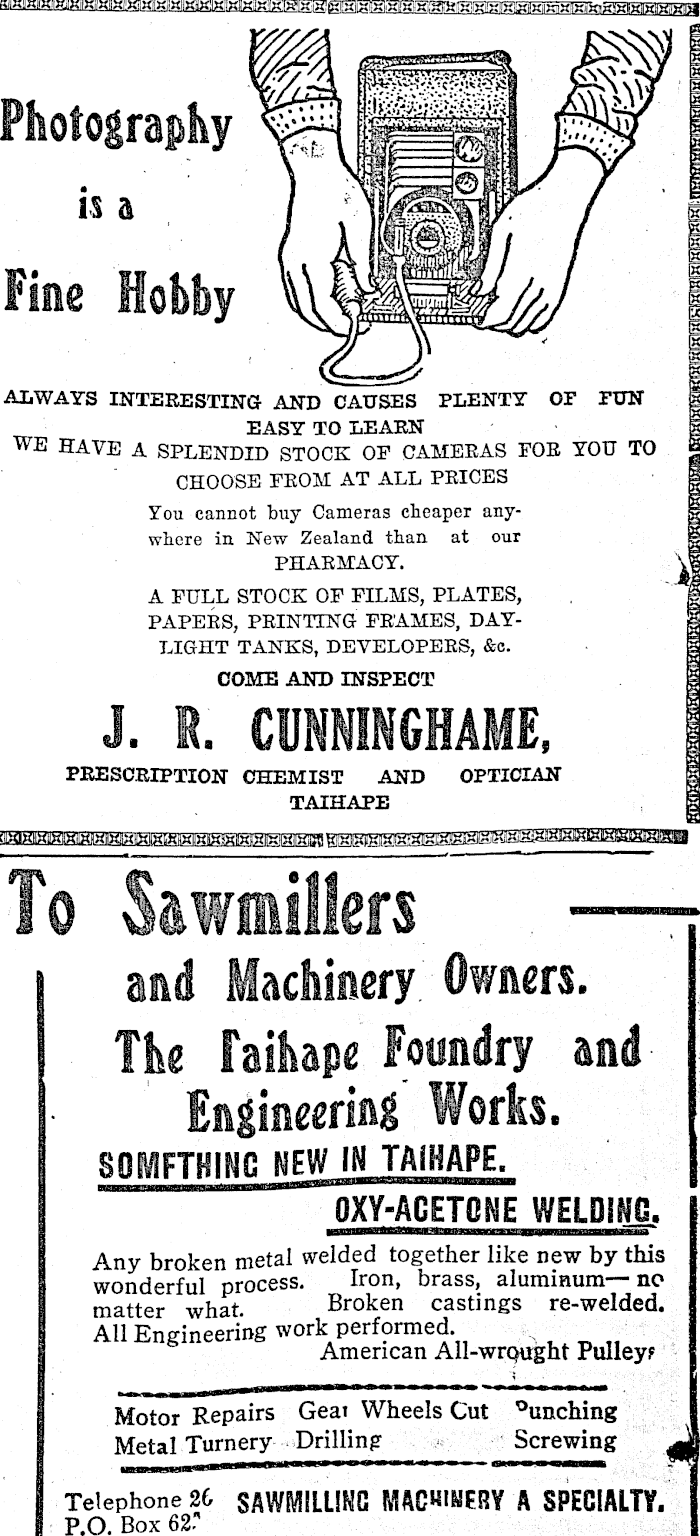 Photography
is a
Fine Hobby
ALWAYS INTERESTING AND CAUSES PLENTY OF FUN
EASY TO LEARN
WE HAVE A SPLENDID STOCK OF CAMERAS FOR YOU TO
CHOOSE FROM AT ALL PRICES
You cannot buy Cameras cheaper any-
where in New Zealand than at our
PHARMACY.
A FULL STOCK OF FILMS, PLATES,
PAPERS, PRINTING FRAMES, DAY-
LIGHT TANKS, DEVELOPERS, &c.
COME AND INSPECT
J. R. CUNNINGHAME,
PRESCRIPTION CHEMIST AND OPTICIAN
TAIHAPE
To Sawmillers
and Machinery Owners.
The Taihape Foundry and
Engineering Works.
SOMETHING NEW IN TAIHAPE.
OXY-ACETONE WELDING.
Any broken metal welded together like new by this
wonderful process. Iron, brass, aluminum—no
matter what. Broken castings re-welded.
All Engineering work performed.
American All-wrought Pulleys
Motor Repairs Gear Wheels Cut Punching
Metal Turnery Drilling Screwing
Telephone 26 SAWMILLING MACHINERY A SPECIALTY.
P.O. Box 62